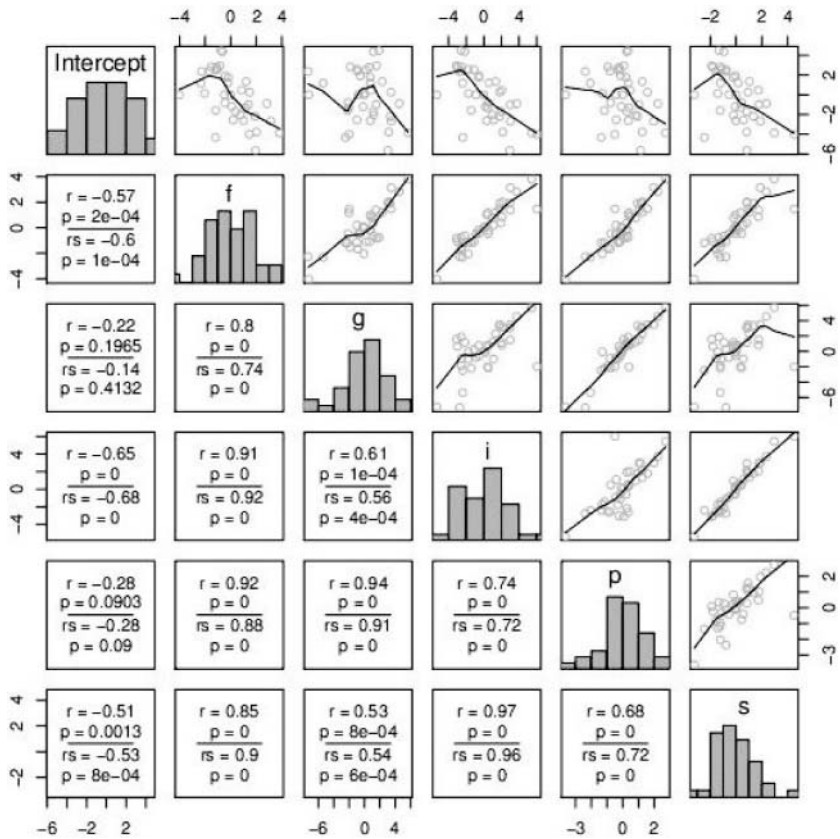 −4 0 2 4
−4 0 4
−2 2 4
Intercept
2
−2
−6
4
2
0
−4
r = −0.57
p = 2e−04
rs = −0.6
p = 1e−04
f
r = −0.22
p = 0.1965
rs = −0.14
p = 0.4132
r = 0.8
p = 0
rs = 0.74
p = 0
g
4
0
−6
4
0
−4
r = −0.65
p = 0
rs = −0.68
p = 0
r = 0.91
p = 0
rs = 0.92
p = 0
r = 0.61
p = 1e−04
rs = 0.56
p = 4e−04
i
r = −0.28
p = 0.0903
rs = −0.28
p = 0.09
r = 0.92
p = 0
rs = 0.88
p = 0
r = 0.94
p = 0
rs = 0.91
p = 0
r = 0.74
p = 0
rs = 0.72
p = 0
p
2
0
−3
4
2
−2
r = −0.51
p = 0.0013
rs = −0.53
p = 8e−04
r = 0.85
p = 0
rs = 0.9
p = 0
r = 0.53
p = 8e−04
rs = 0.54
p = 6e−04
r = 0.97
p = 0
rs = 0.96
p = 0
r = 0.68
p = 0
rs = 0.72
p = 0
s
−6 −2 2
−6 0 4
−3 0 2